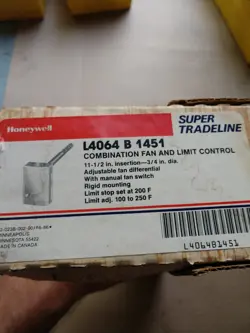 Honeywell
SUPER
TRADELINE
L4064 B 1451
COMBINATION FAN AND LIMIT CONTROL
11-1/2 in. insertion—3/4 in. dia.
Adjustable fan differential
With manual fan switch
Rigid mounting
Limit stop set at 200 F
Limit adj. 100 to 250 F
MINNEAPOLIS,
MINNESOTA 55422
MADE IN CANADA
L4064B1451